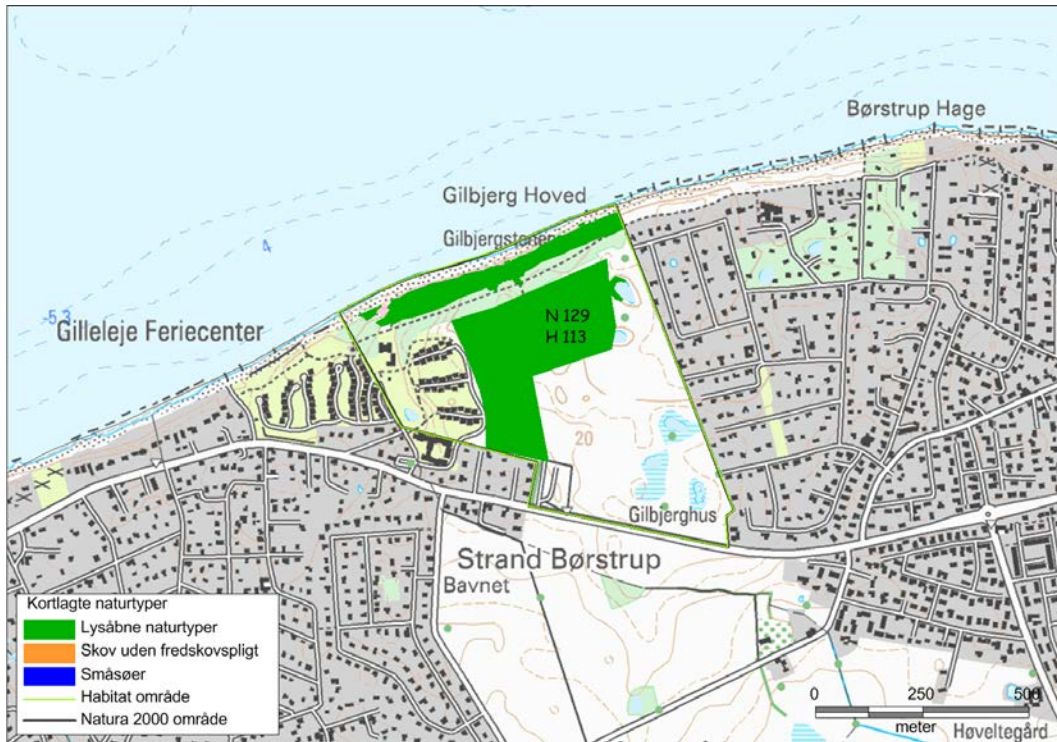 Børstrup Hage
Gilbjerg Hoved
Gilbjergstenen
4
-5,3
Gilleleje Feriecenter
N 129
H 113
20
Gilbjerghus
Strand Børstrup
Bavnet
Kortlagte naturtyper
Lysåbne naturtyper
Skov uden fredskovspligt
Småsøer
Habitat område
Natura 2000 område
0 250 500
meter
Høveltegård